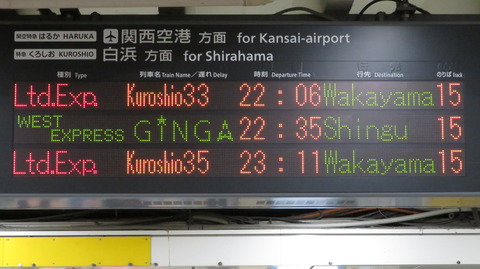 関空特急 はるか HARUKA 関西空港 方面 for Kansai-airport
特急 くろしお KUROSHIO 白浜 方面 for Shirahama
種別 Type 列車名 Train Name／遅れ Delay 時刻 Departure Time 行先 Destination のりば Track
Ltd.Exp. Kuroshio33 22:06 Wakayama 15
WEST EXPRESS GINGA 22:35 Shingu 15
Ltd.Exp. Kuroshio35 23:11 Wakayama 15